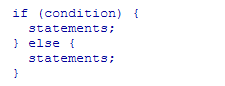 if (condition) {
  statements;
} else {
  statements;
}